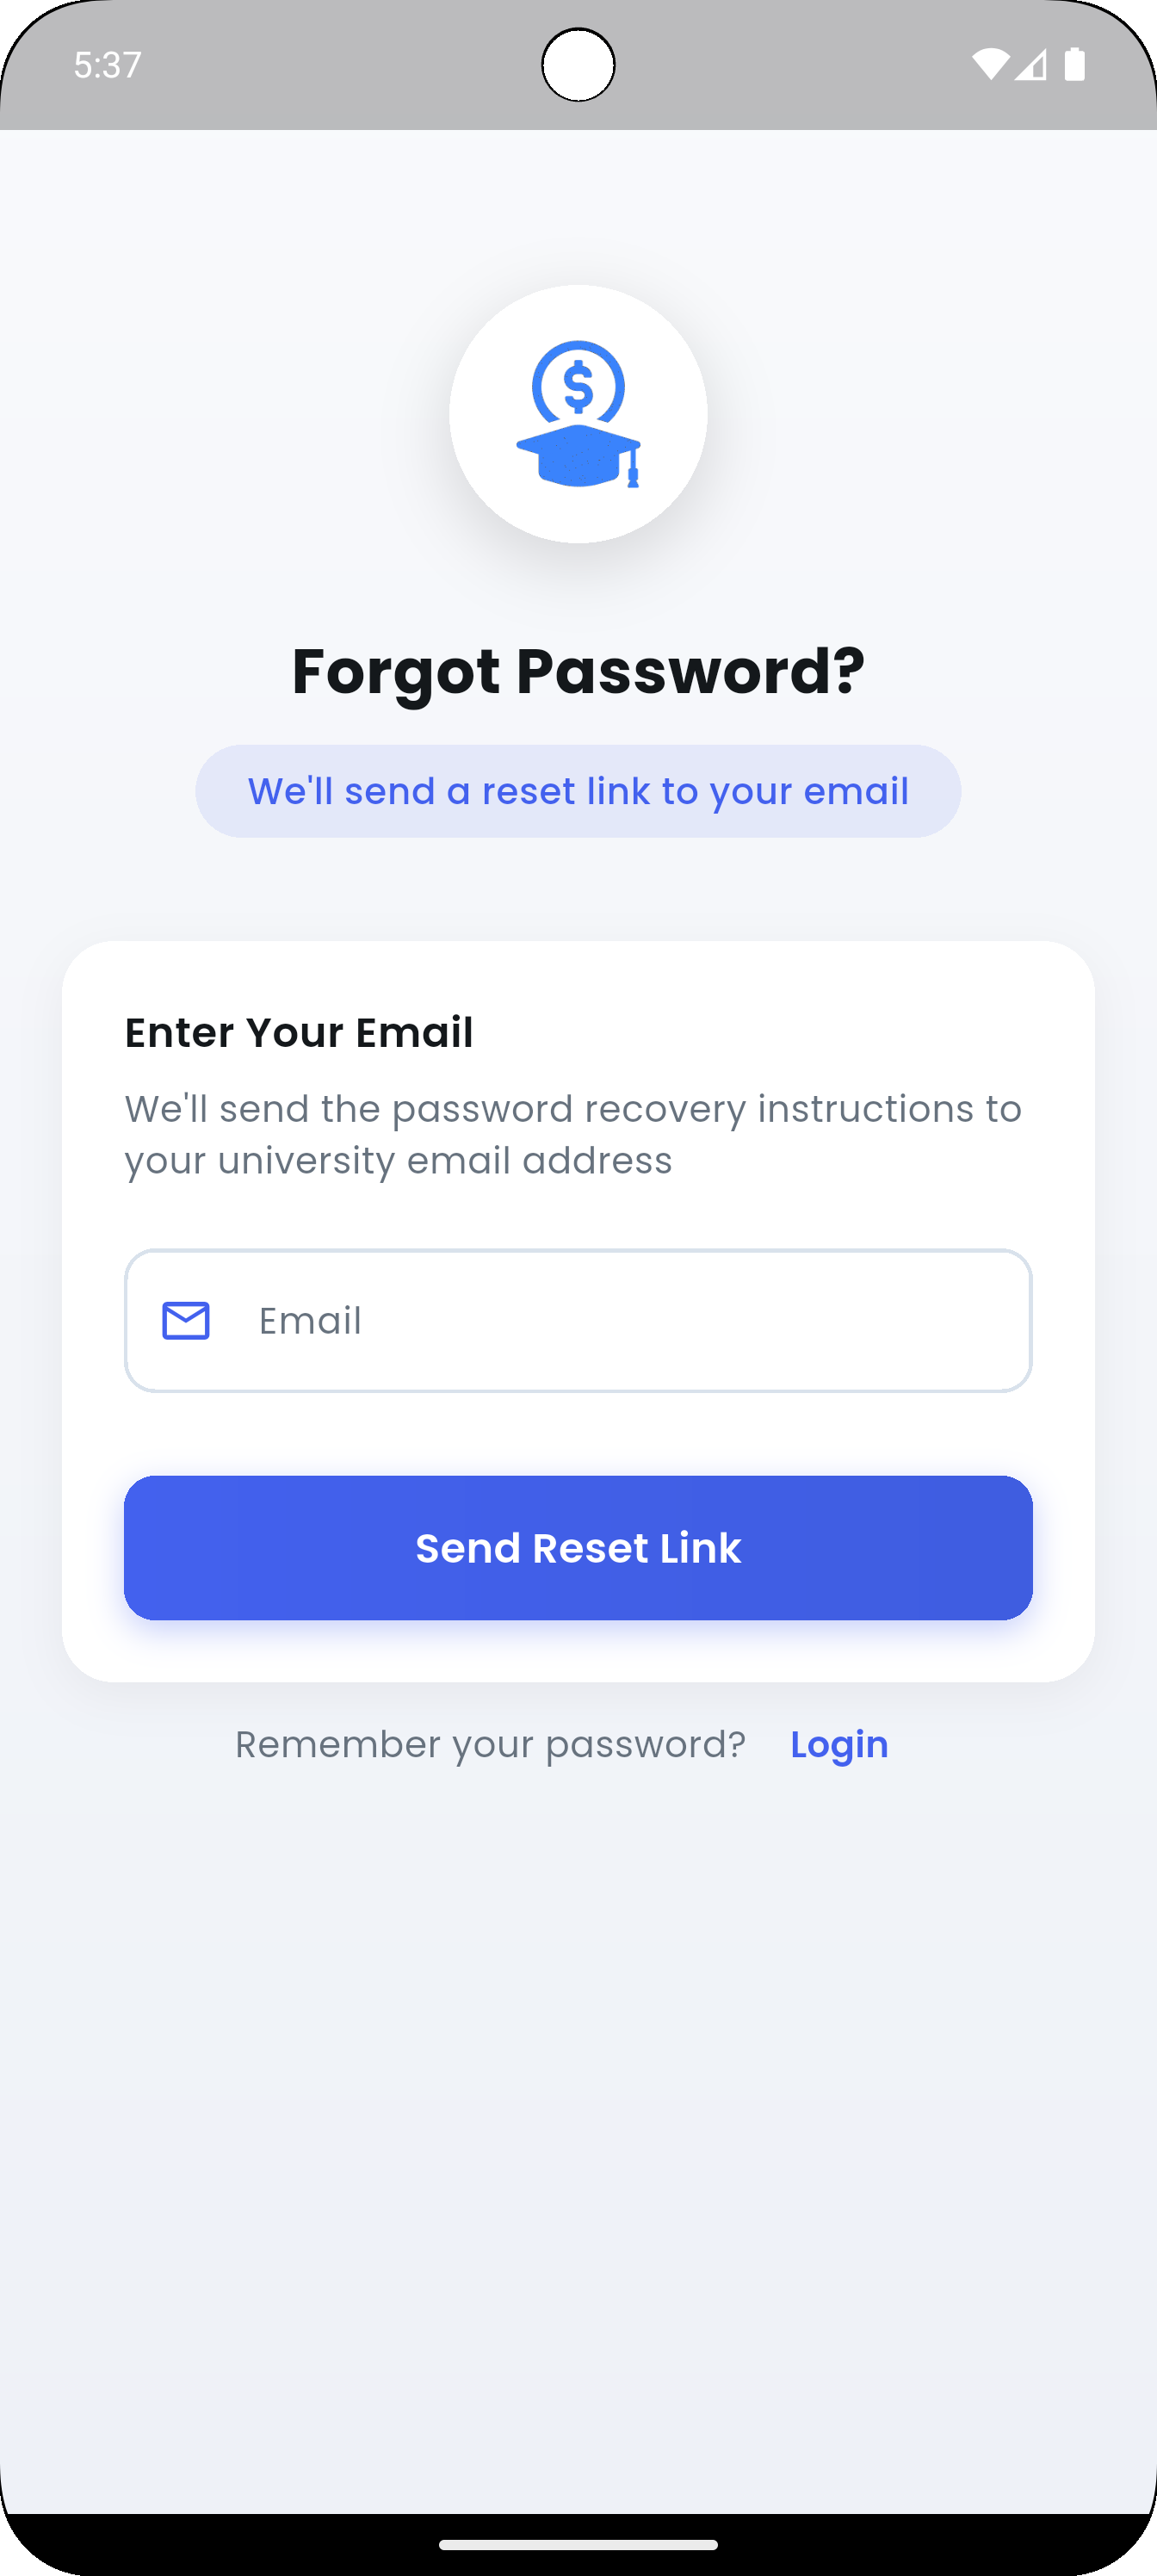 5:37
$
Forgot Password?
We'll send a reset link to your email
Enter Your Email
We'll send the password recovery instructions to
your university email address
Email
Send Reset Link
Remember your password? Login